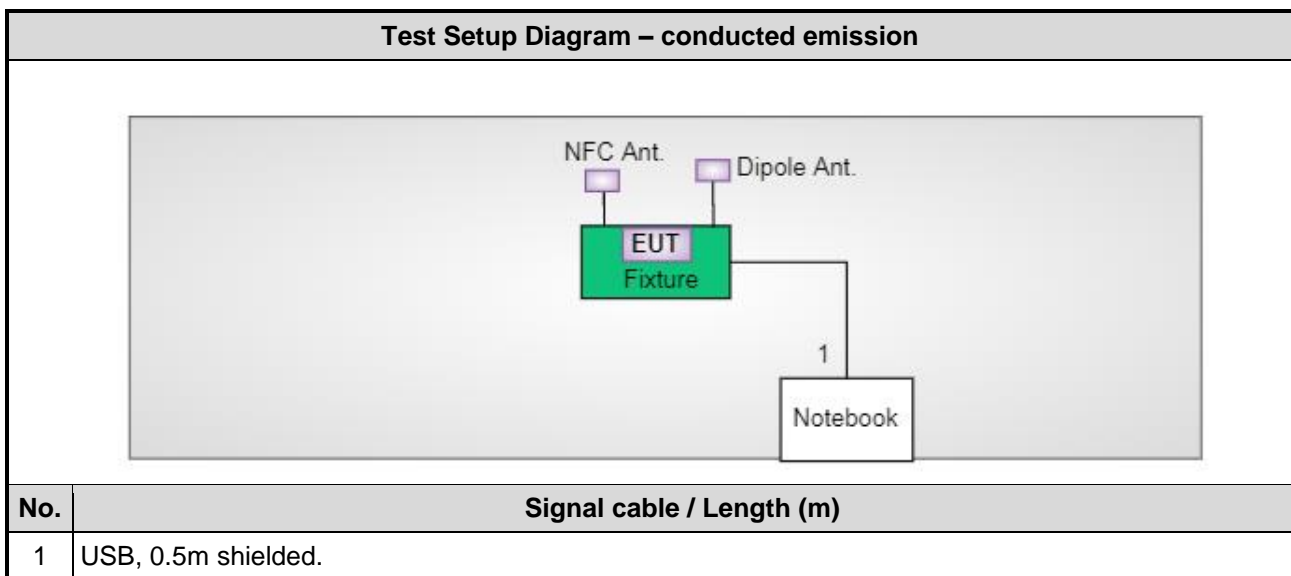 Test Setup Diagram – conducted emission
NFC Ant.
Dipole Ant.
EUT
Fixture
1
Notebook
No. Signal cable / Length (m)
1 USB, 0.5m shielded.